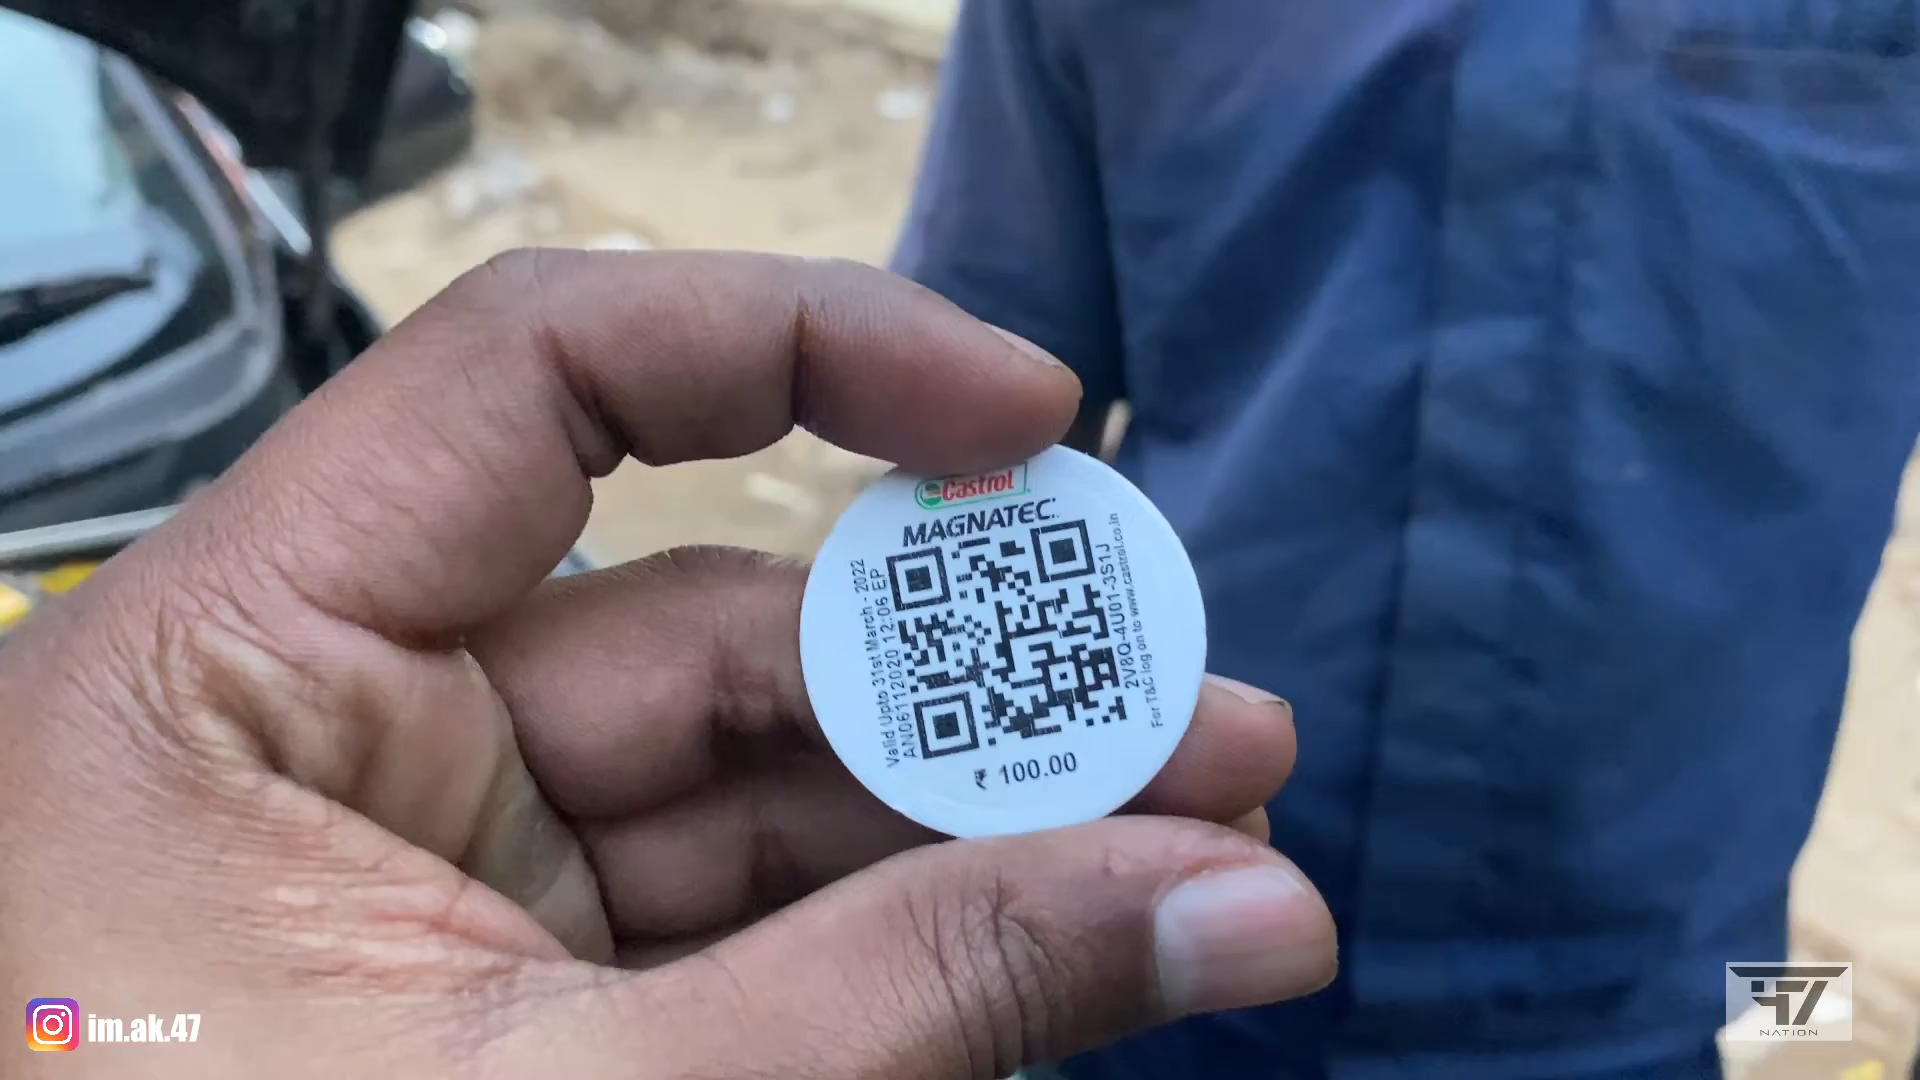 Castrol
MAGNATEC
Valid Upto 31st March - 2022
AN06112020 12:06 EP
2V8Q-4U01-3S1J
For T&C log on to www.castrol.co.in
₹ 100.00
im.ak.47
47
NATION